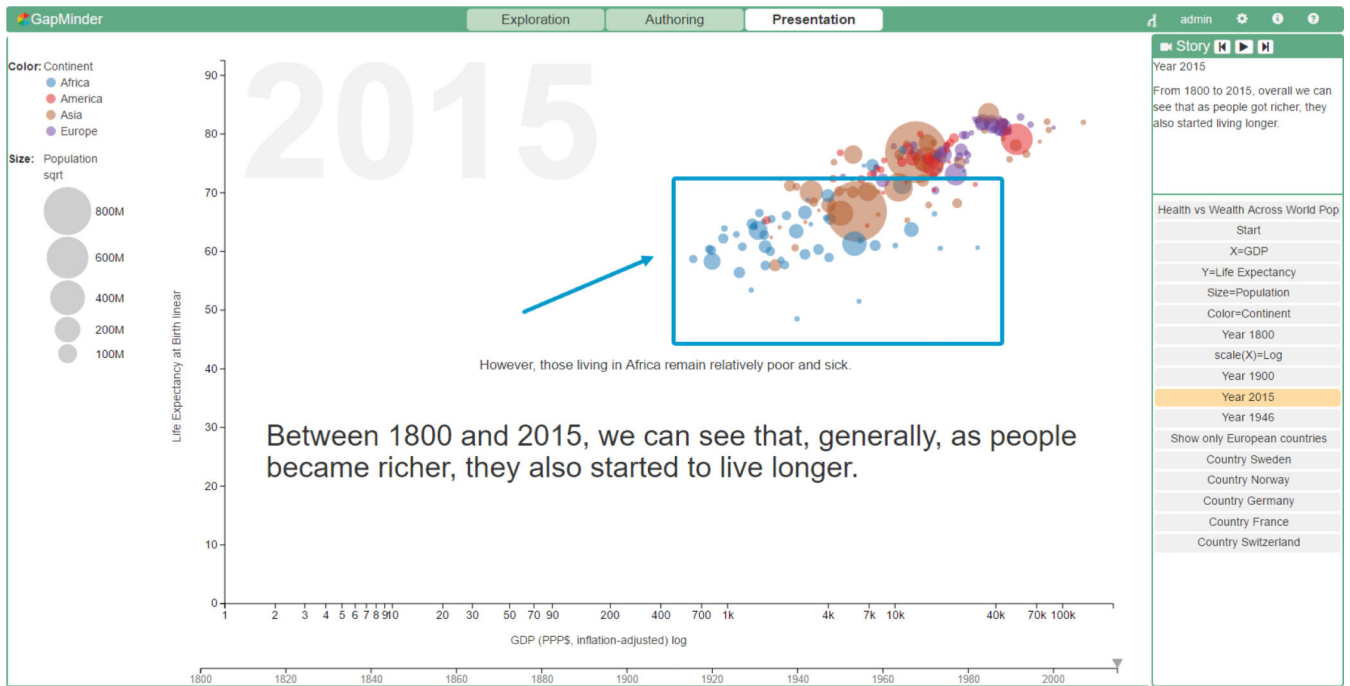 GapMinder
Exploration
Authoring
Presentation
admin
Color: Continent
Africa
America
Asia
Europe
Size: Population
sqrt
800M
600M
400M
200M
100M
2015
Life Expectancy at Birth linear
90
80
70
60
50
40
30
20
10
0
However, those living in Africa remain relatively poor and sick.
Between 1800 and 2015, we can see that, generally, as people
became richer, they also started to live longer.
1 2 3 4 5 6 7 8 9 10 20 30 50 70 90 200 400 700 1k 4k 7k 10k 40k 70k 100k
GDP (PPP$, inflation-adjusted) log
1800 1820 1840 1860 1880 1900 1920 1940 1960 1980 2000
Story
Year 2015
From 1800 to 2015, overall we can
see that as people got richer, they
also started living longer.
Health vs Wealth Across World Pop
Start
X=GDP
Y=Life Expectancy
Size=Population
Color=Continent
Year 1800
scale(X)=Log
Year 1900
Year 2015
Year 1946
Show only European countries
Country Sweden
Country Norway
Country Germany
Country France
Country Switzerland